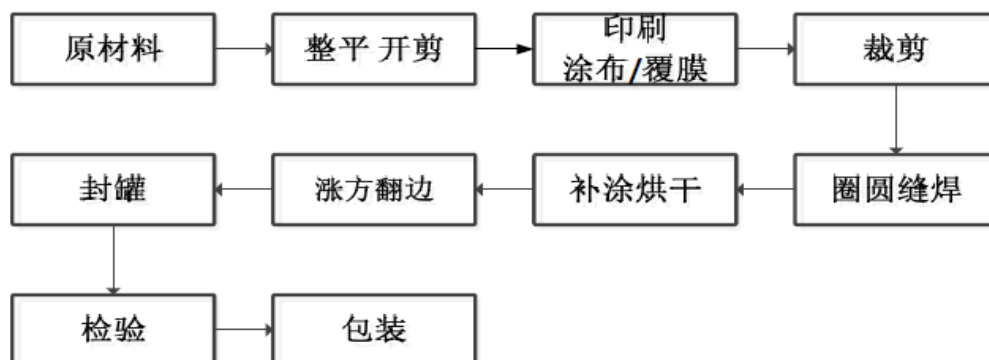 原材料
整平 开剪
印刷
涂布/覆膜
裁剪
圈圆缝焊
补涂烘干
涨方翻边
封罐
检验
包装